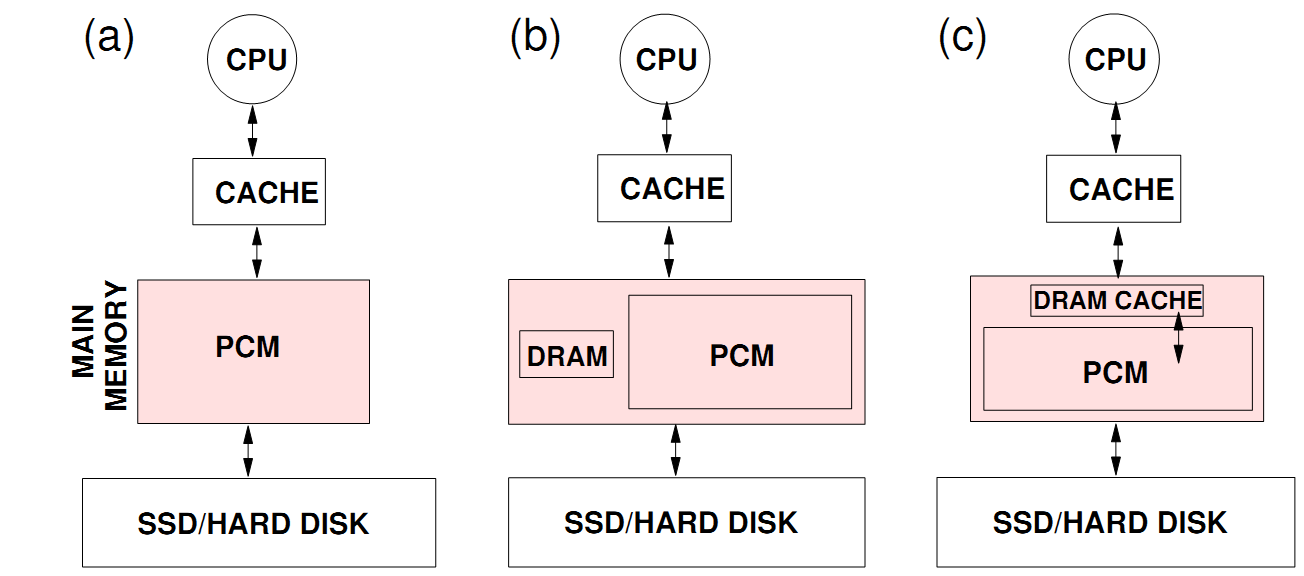 (a)
CPU
CACHE
MAIN
MEMORY
PCM
SSD/HARD DISK
(b)
CPU
CACHE
DRAM
PCM
SSD/HARD DISK
(c)
CPU
CACHE
DRAM CACHE
PCM
SSD/HARD DISK